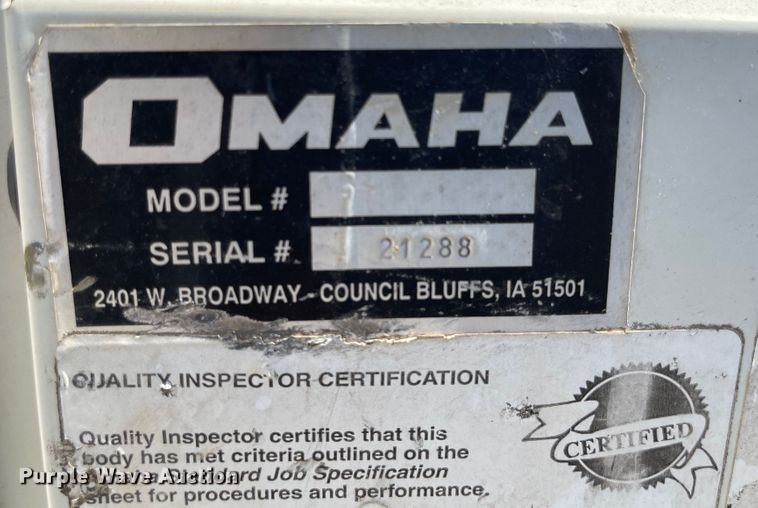 OMAHA
MODEL #
SERIAL # 21288
2401 W. BROADWAY - COUNCIL BLUFFS, IA 51501
QUALITY INSPECTOR CERTIFICATION
CERTIFIED
Quality Inspector certifies that this
body has met criteria outlined on the
Standard Job Specification
sheet for procedures and performance.
Purple Wave Auction